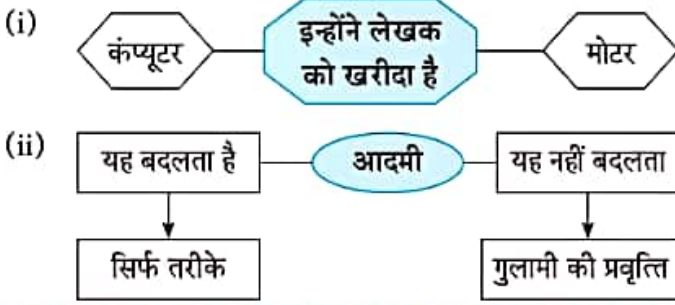 (i)
कंप्यूटर
इन्होंने लेखक
को खरीदा है
मोटर
(ii)
यह बदलता है
आदमी
यह नहीं बदलता
सिर्फ तरीके
गुलामी की प्रवृत्ति